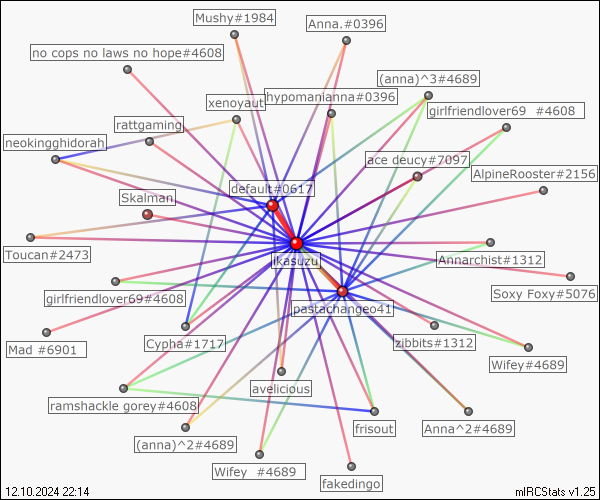 Mushy#1984
Anna.#0396
no cops no laws no hope#4608
(anna)^3#4689
xenoyaut
hypomanianna#0396
girlfriendlover69  #4608
rattgaming
neokingghidorah
ace deucy#7097
AlpineRooster#2156
default#0617
Skalman
Toucan#2473
ikasuzu
Annarchist#1312
Soxy Foxy#5076
girlfriendlover69#4608
pastachangeo41
Mad #6901
Cypha#1717
zibbits#1312
Wifey#4689
avelicious
ramshackle gorey#4608
frisout
Anna^2#4689
(anna)^2#4689
Wifey  #4689
fakedingo
12.10.2024 22:14
mIRCStats v1.25